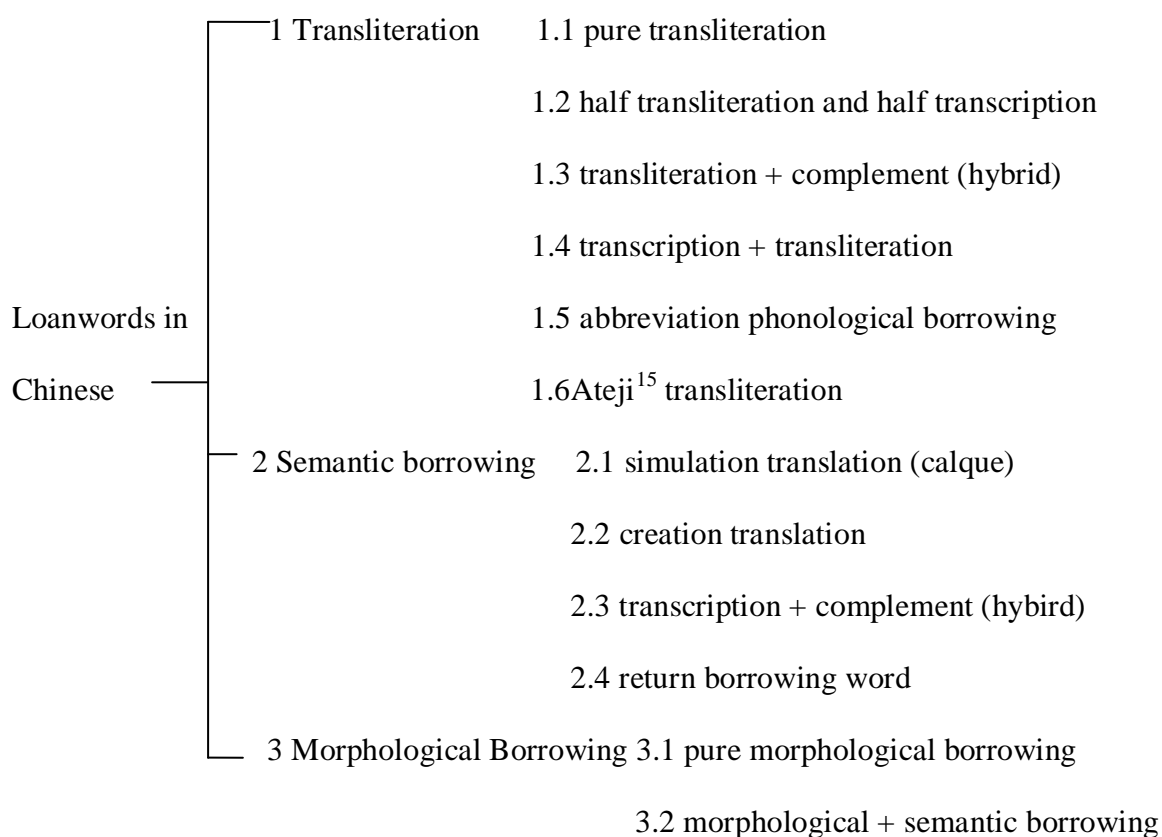 1 Transliteration 1.1 pure transliteration
1.2 half transliteration and half transcription
1.3 transliteration + complement (hybrid)
1.4 transcription + transliteration
Loanwords in 1.5 abbreviation phonological borrowing
Chinese 1.6Ateji15 transliteration
2 Semantic borrowing 2.1 simulation translation (calque)
2.2 creation translation
2.3 transcription + complement (hybird)
2.4 return borrowing word
3 Morphological Borrowing 3.1 pure morphological borrowing
3.2 morphological + semantic borrowing